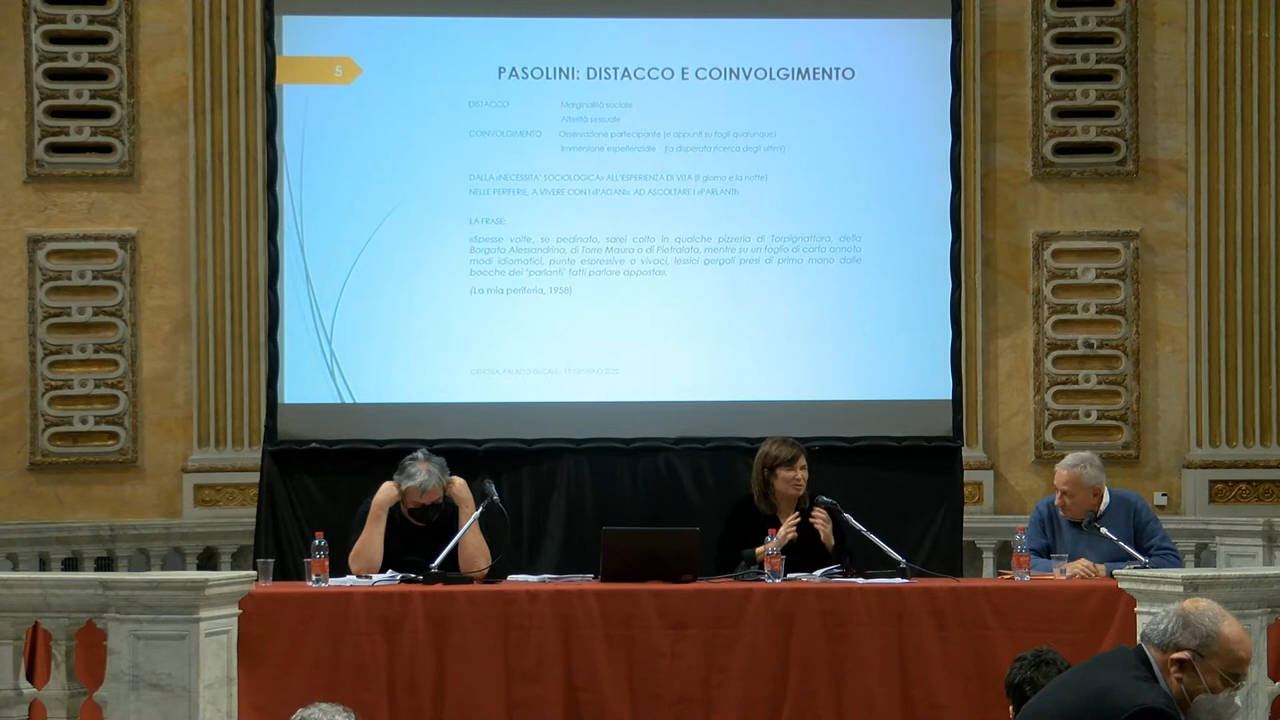 5
PASOLINI: DISTACCO E COINVOLGIMENTO
DISTACCO Marginalità sociale
Alterità sessuale
COINVOLGIMENTO Osservazione partecipante (e appunti su fogli qualunque)
Immersione esperienziale (la disperata ricerca degli ultimi)
DALLA «NECESSITA' SOCIOLOGICA» ALL'ESPERIENZA DI VITA (il giorno e la notte)
NELLE PERIFERIE, A VIVERE CON I «PAGANI», AD ASCOLTARE I «PARLANTI»
LA FRASE:
«Spesse volte, se pedinato, sarei colto in qualche pizzeria di Torpignattara, della
Borgata Alessandrina, di Torre Maura o di Pietralata, mentre su un foglio di carta annoto
modi idiomatici, punte espressive o vivaci, lessici gergali presi di prima mano dalle
bocche dei 'parlanti' fatti parlare apposta».
(La mia periferia, 1958)
GENOVA, PALAZZO DUCALE - GENNAIO